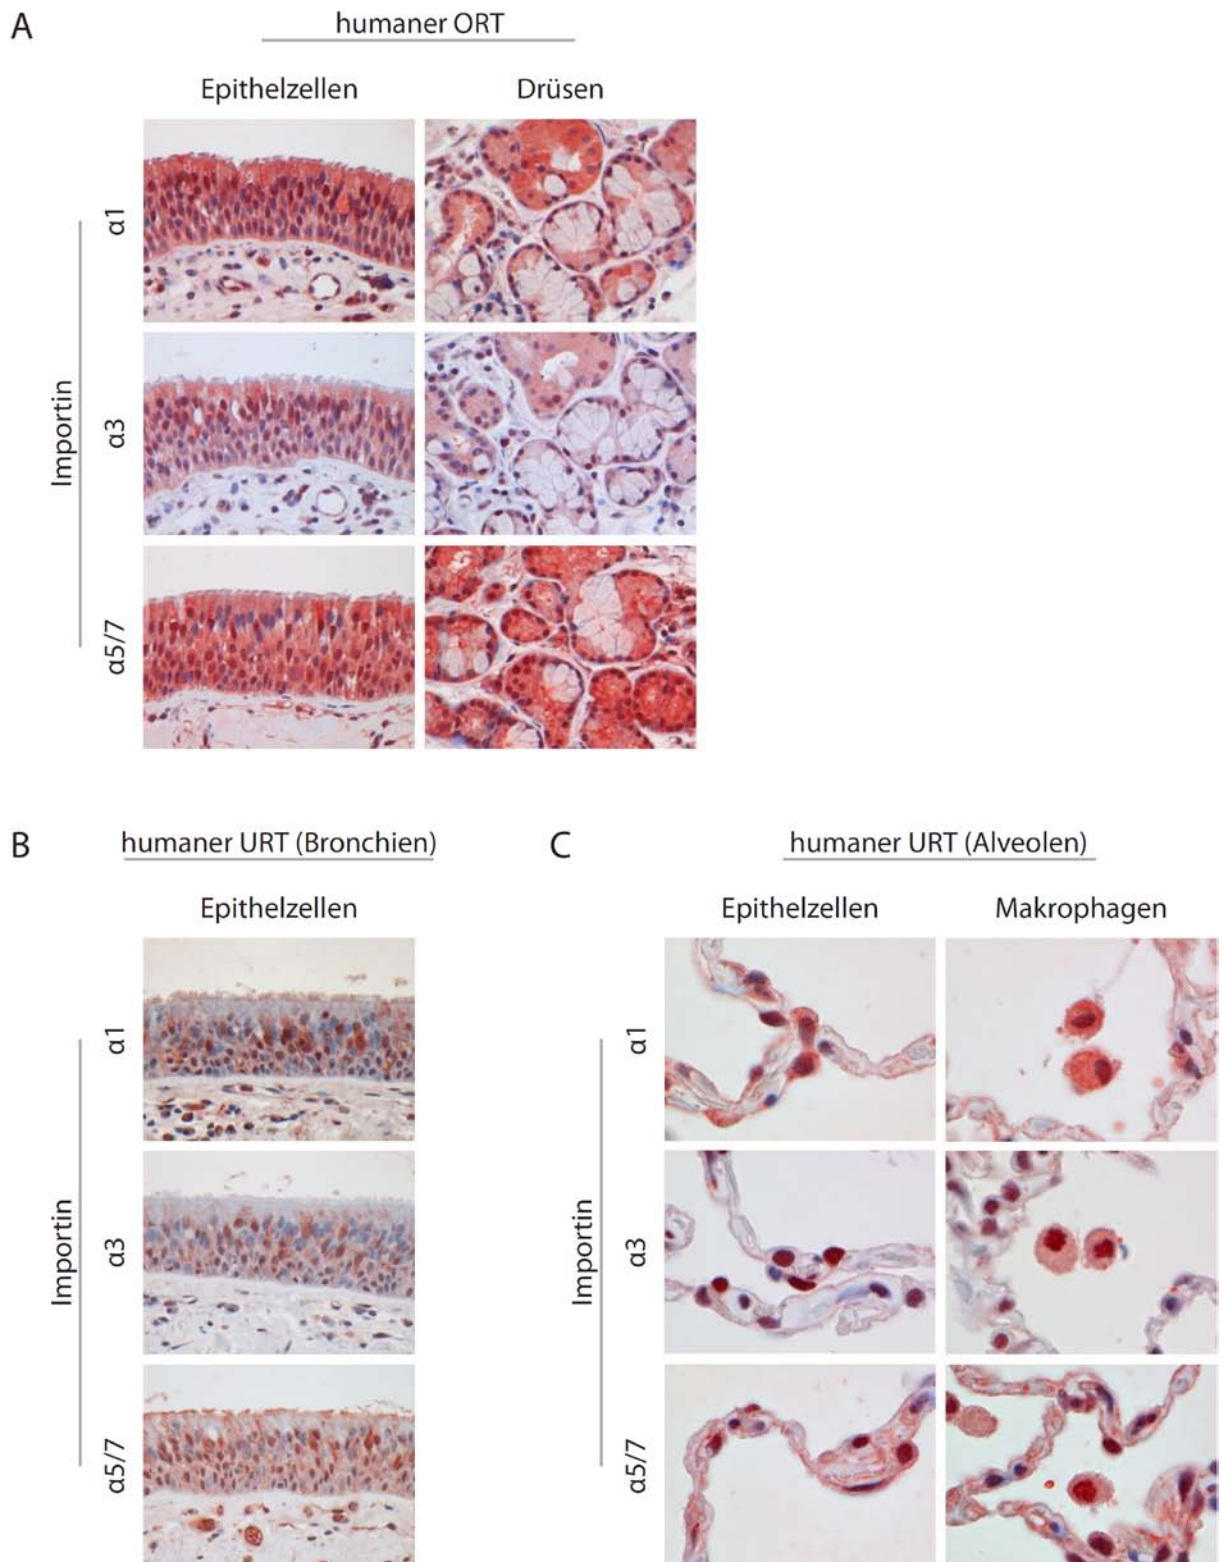 A
humaner ORT
Epithelzellen
Drüsen
Importin
α1
α3
α5/7
B
humaner URT (Bronchien)
Epithelzellen
Importin
α1
α3
α5/7
C
humaner URT (Alveolen)
Epithelzellen
Makrophagen
Importin
α1
α3
α5/7